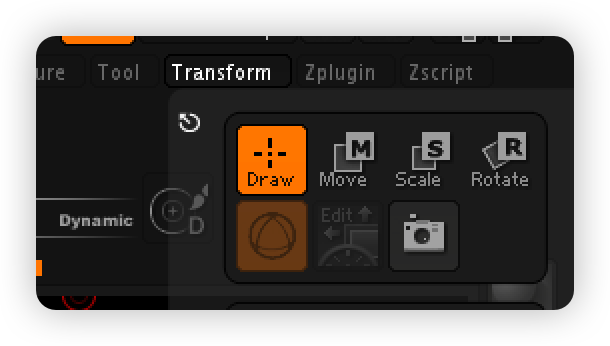 ure Tool Transform Zplugin Zscript
M S R
Draw Move Scale Rotate
Dynamic D
Edit